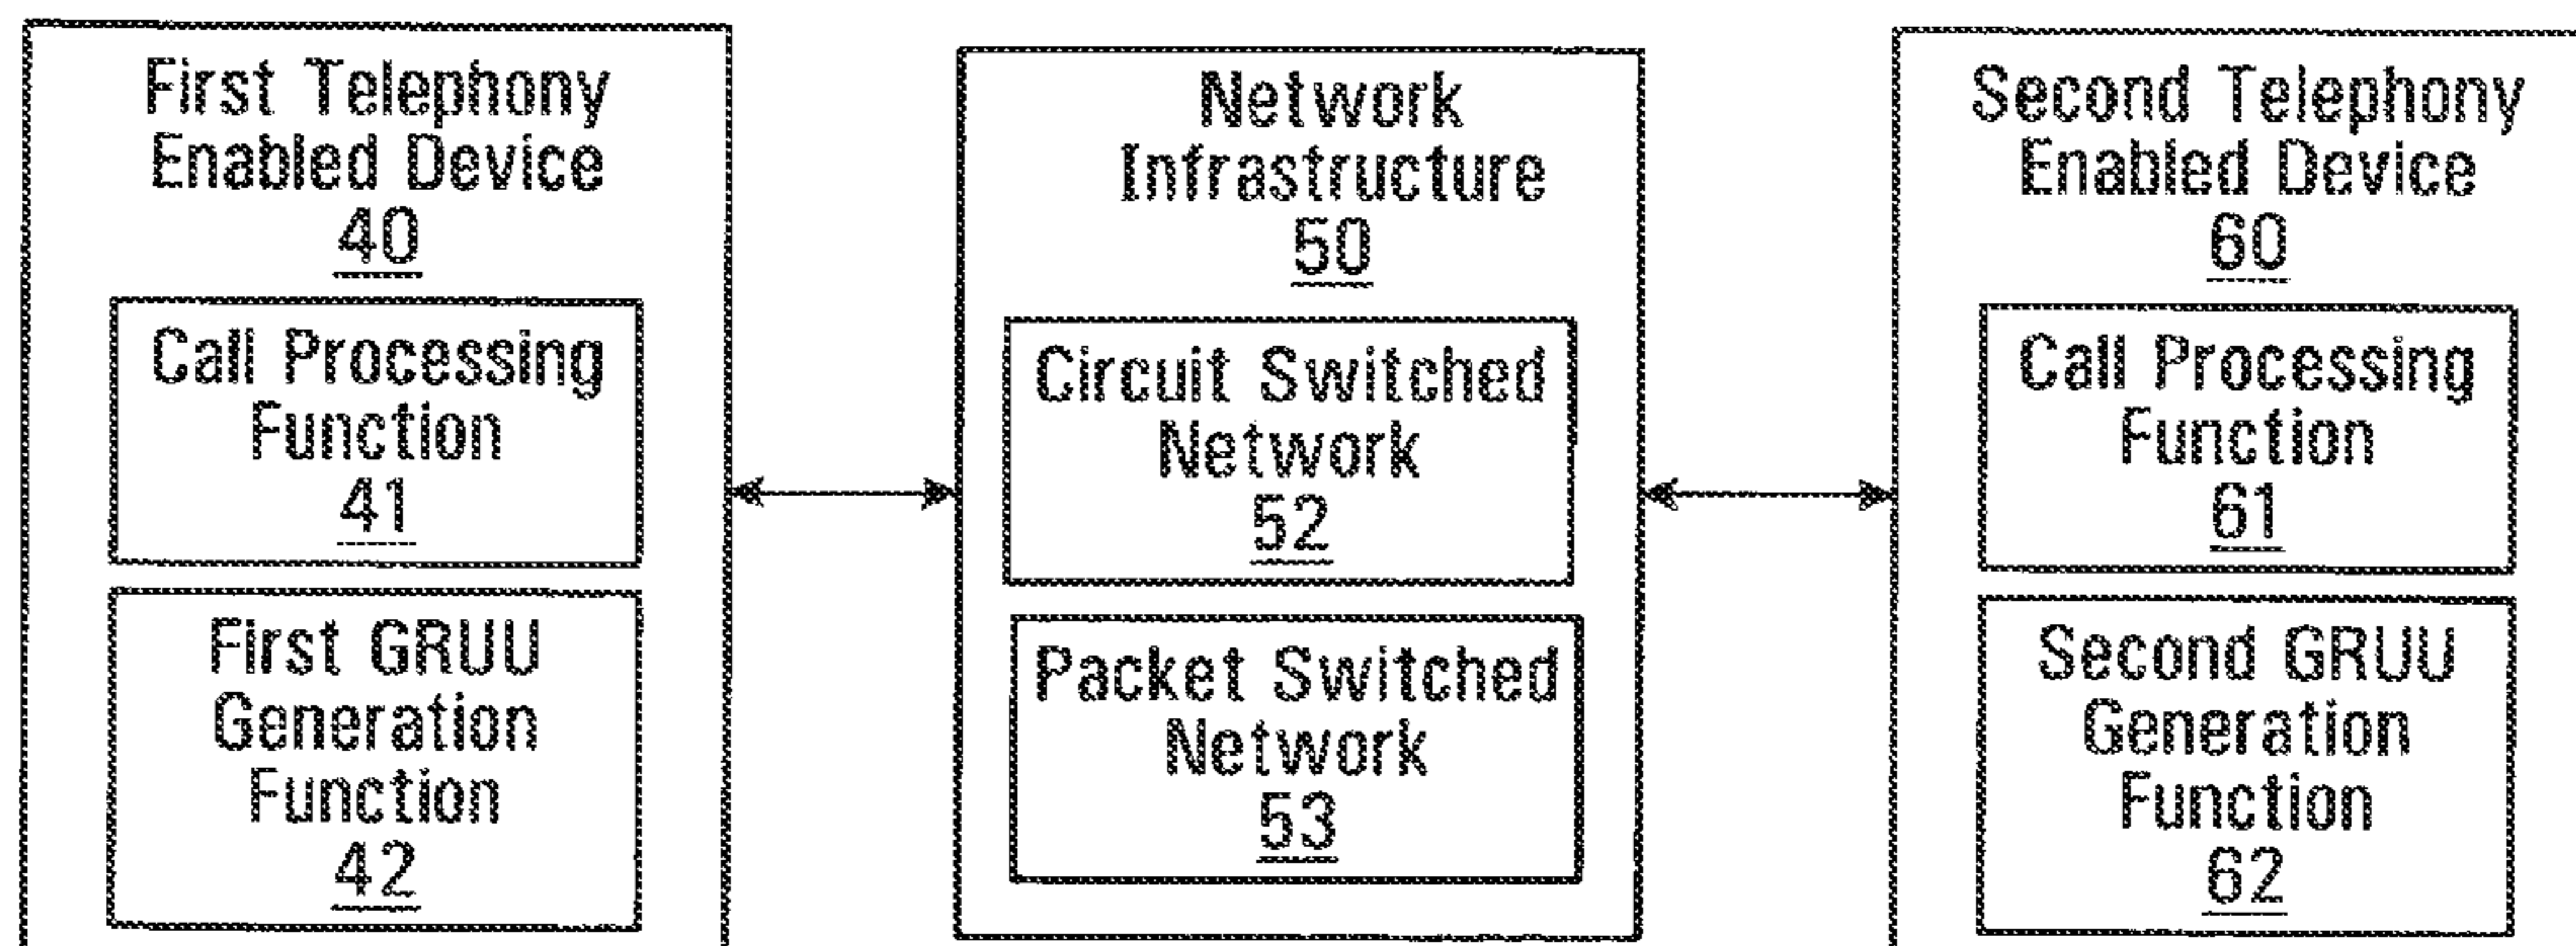 First Telephony
Enabled Device
40
Call Processing
Function
41
First GRUU
Generation
Function
42
Network
Infrastructure
50
Circuit Switched
Network
52
Packet Switched
Network
53
Second Telephony
Enabled Device
60
Call Processing
Function
61
Second GRUU
Generation
Function
62